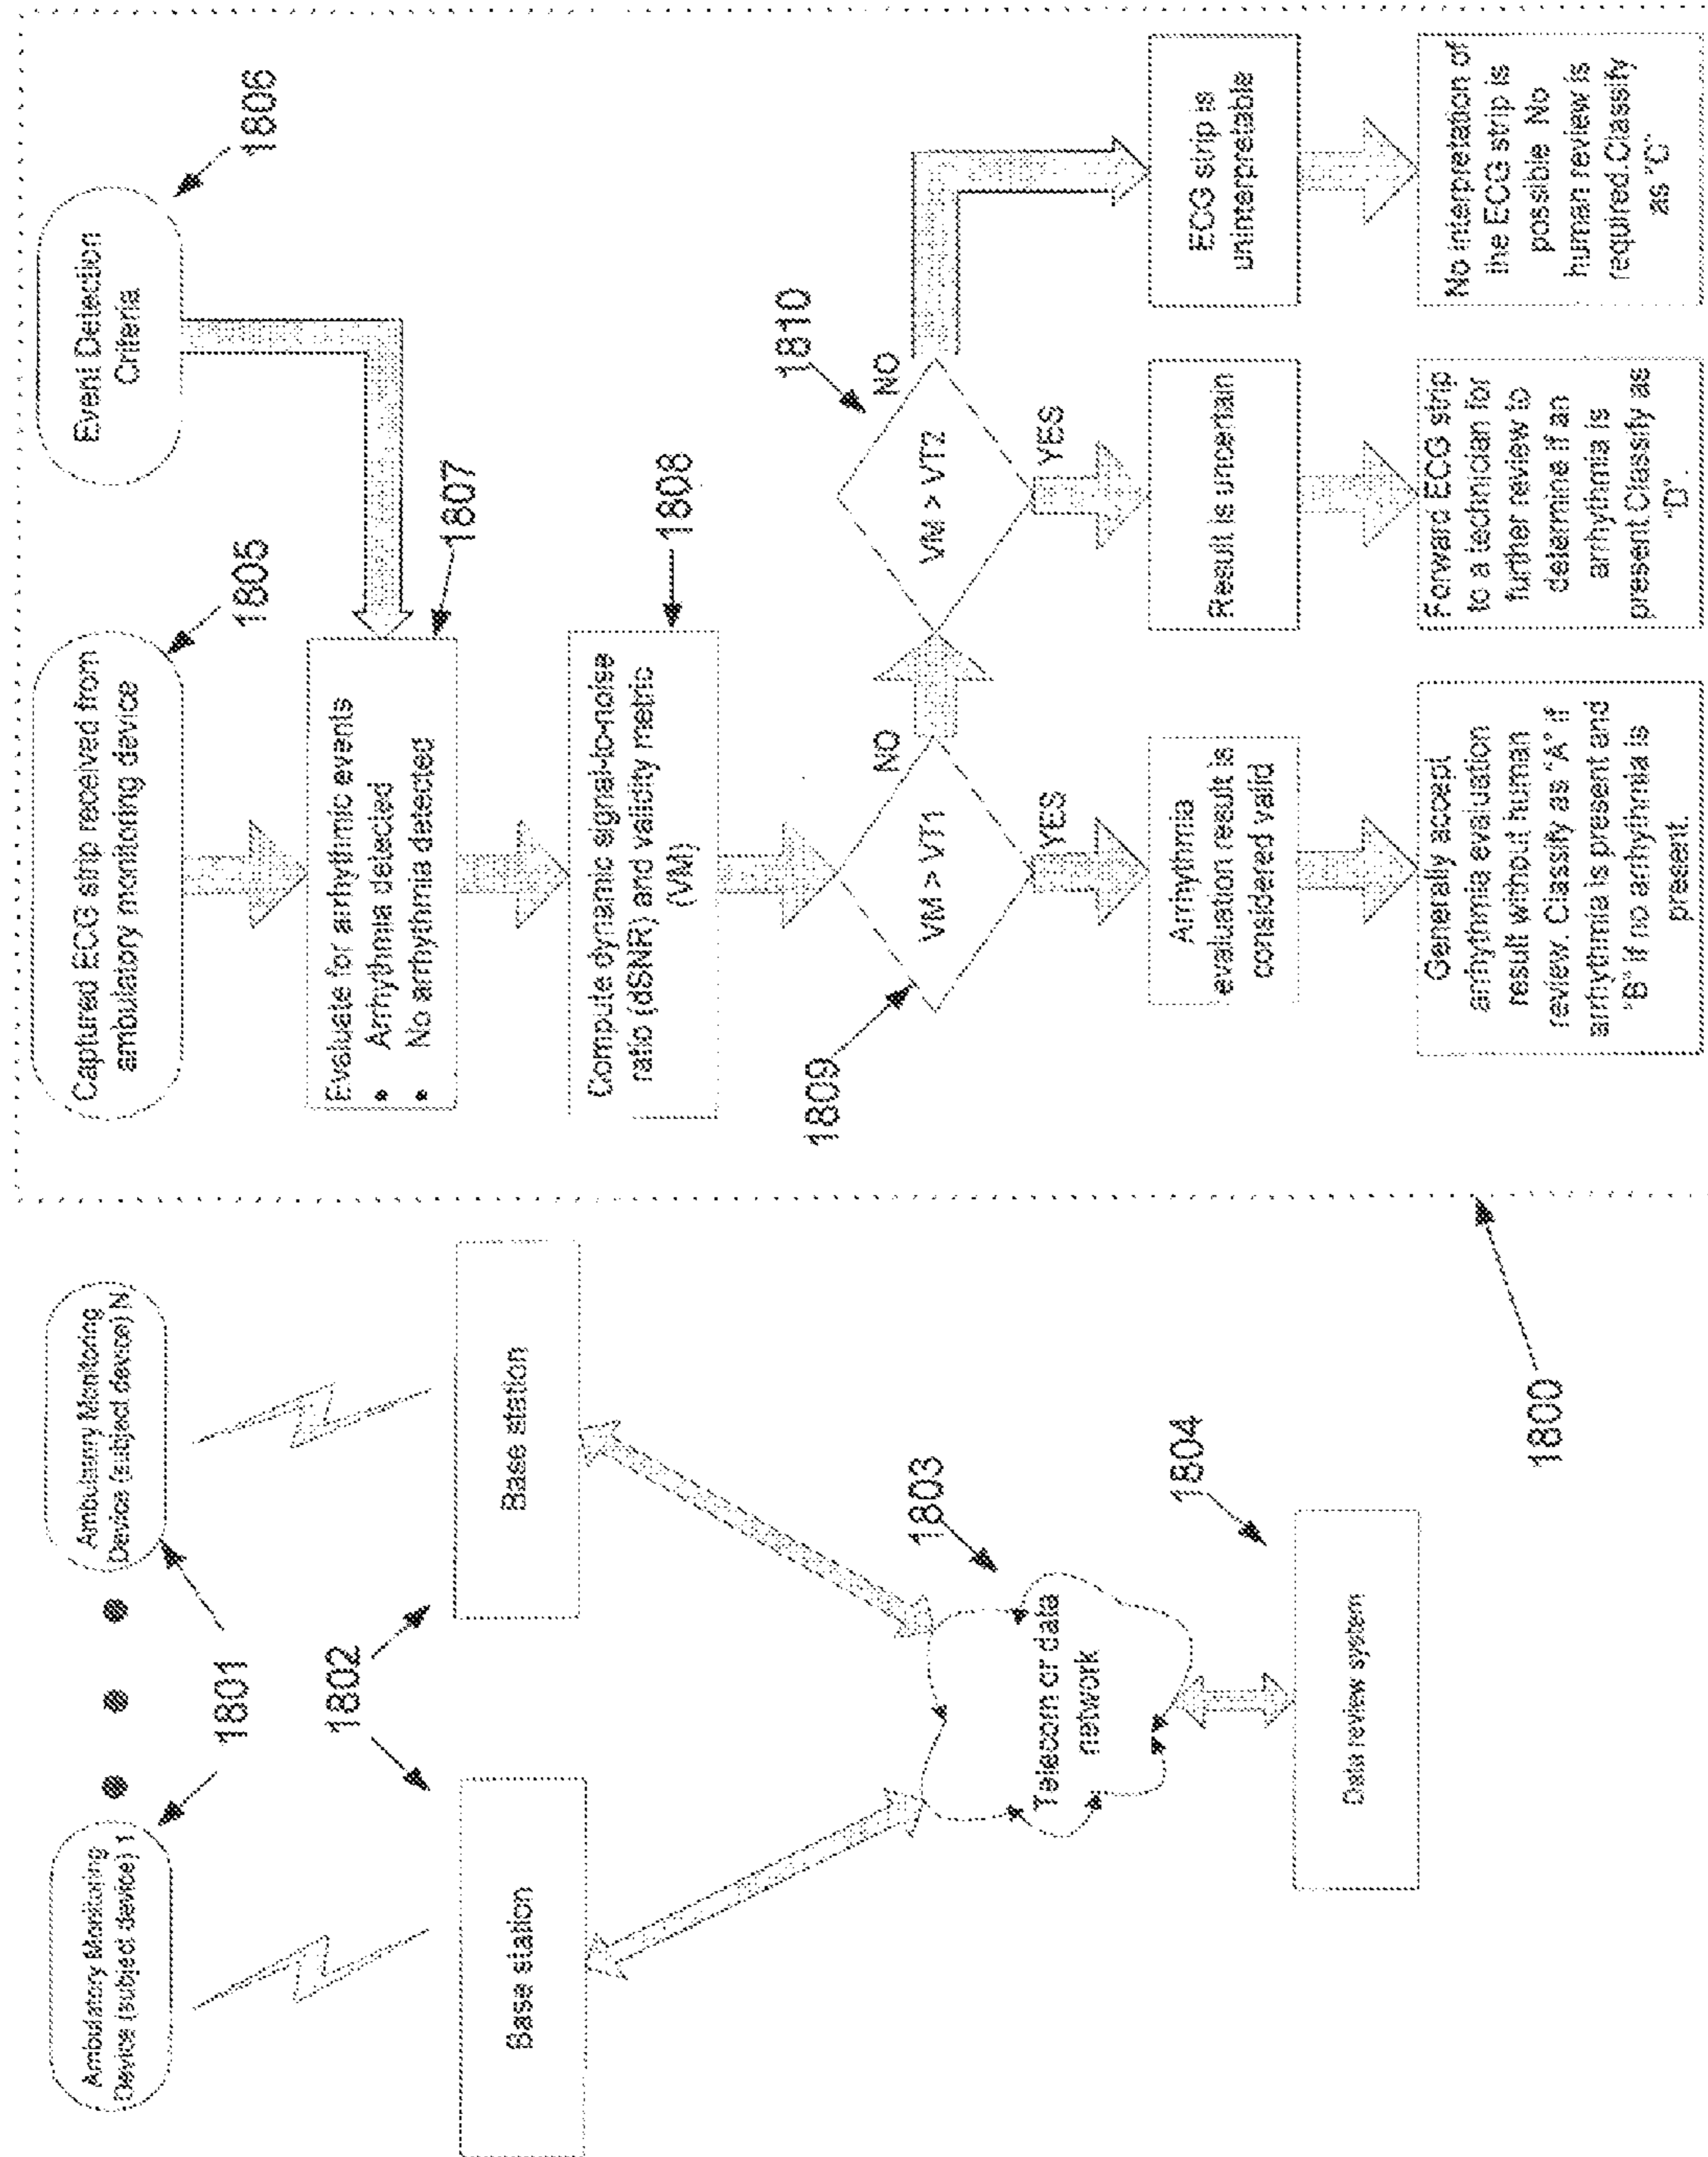 Ambulatory Monitoring
Device (subject device) 1
Ambulatory Monitoring
Device (subject device) N
1801
1802
Base station
Base station
1803
Telecom or data
network
1804
Data review system
1800
Captured ECG strip received from
ambulatory monitoring device
1805
Event Detection
Criteria
1806
Evaluate for arrhythmic events
• Arrhythmia detected
• No arrhythmia detected
1807
Compute dynamic signal-to-noise
ratio (dSNR) and validity metric
(VM)
1808
1809
VM > VT1
NO
YES
1810
VM > VT2
NO
YES
Arrhythmia
evaluation result is
considered valid
Result is uncertain
ECG strip is
uninterpretable
Generally accept
arrhythmia evaluation
result without human
review. Classify as "A" if
arrhythmia is present and
"B" if no arrhythmia is
present.
Forward ECG strip
to a technician for
further review to
determine if an
arrhythmia is
present.Classify as
"D".
No interpretation of
the ECG strip is
possible No
human review is
required.Classify
as "C"